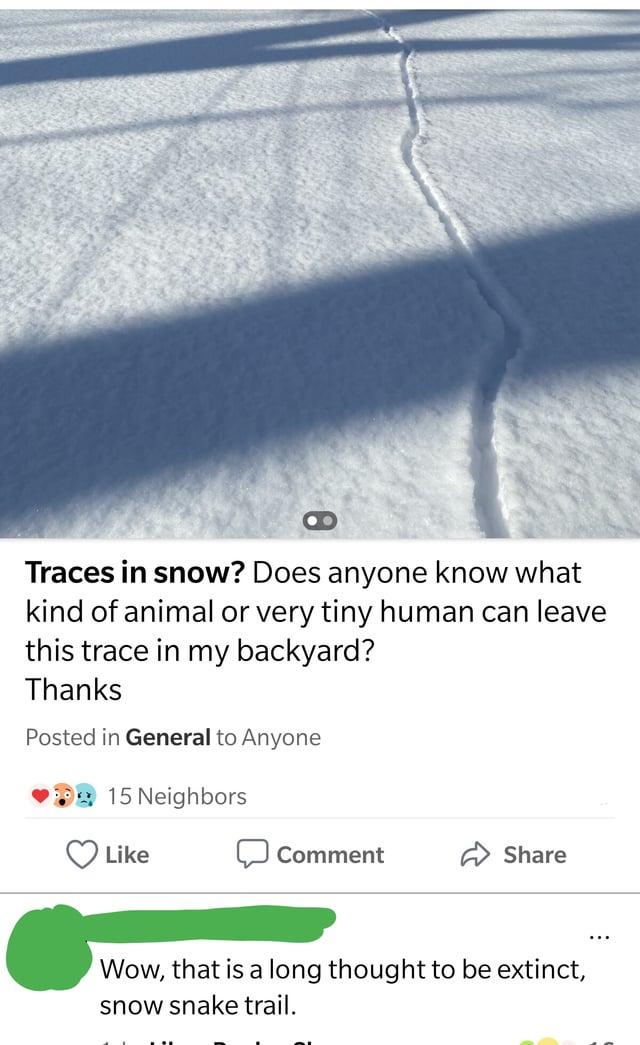 Traces in snow? Does anyone know what
kind of animal or very tiny human can leave
this trace in my backyard?
Thanks
Posted in General to Anyone
15 Neighbors
Like
Comment
Share
...
Wow, that is a long thought to be extinct,
snow snake trail.